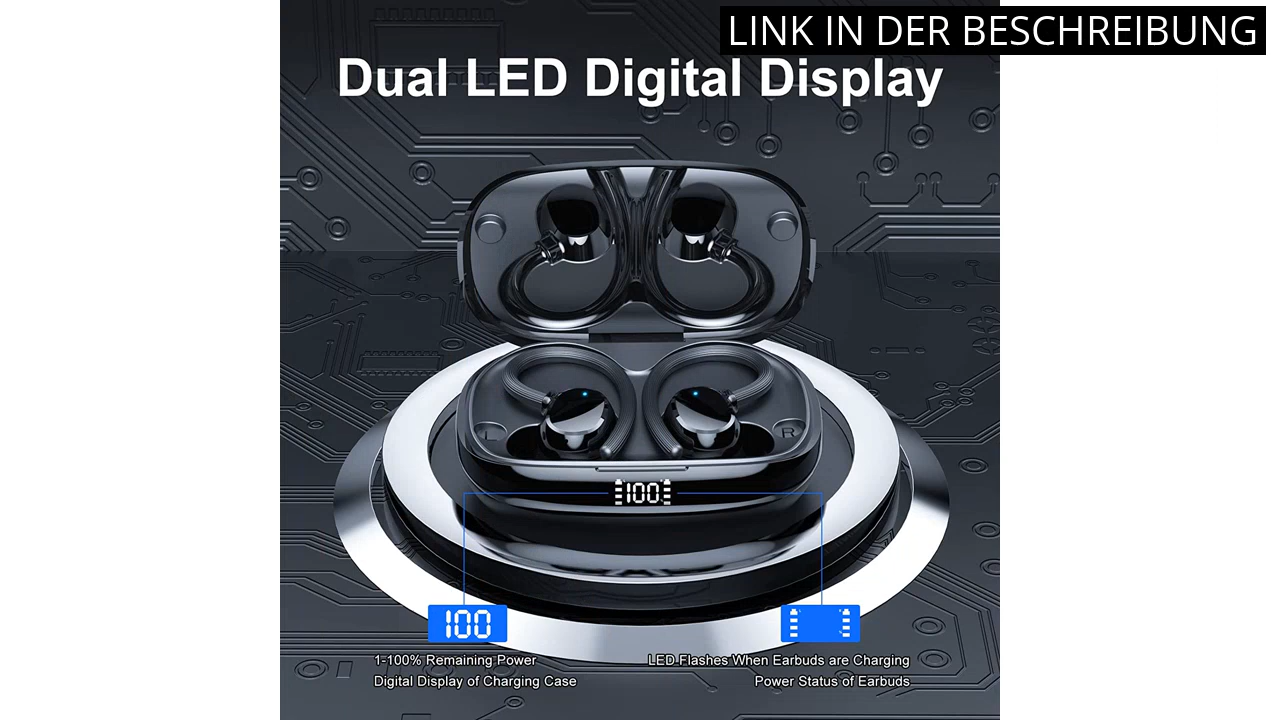 LINK IN DER BESCHREIBUNG
Dual LED Digital Display
L
R
100
100
1-100% Remaining Power
Digital Display of Charging Case
LED Flashes When Earbuds are Charging
Power Status of Earbuds